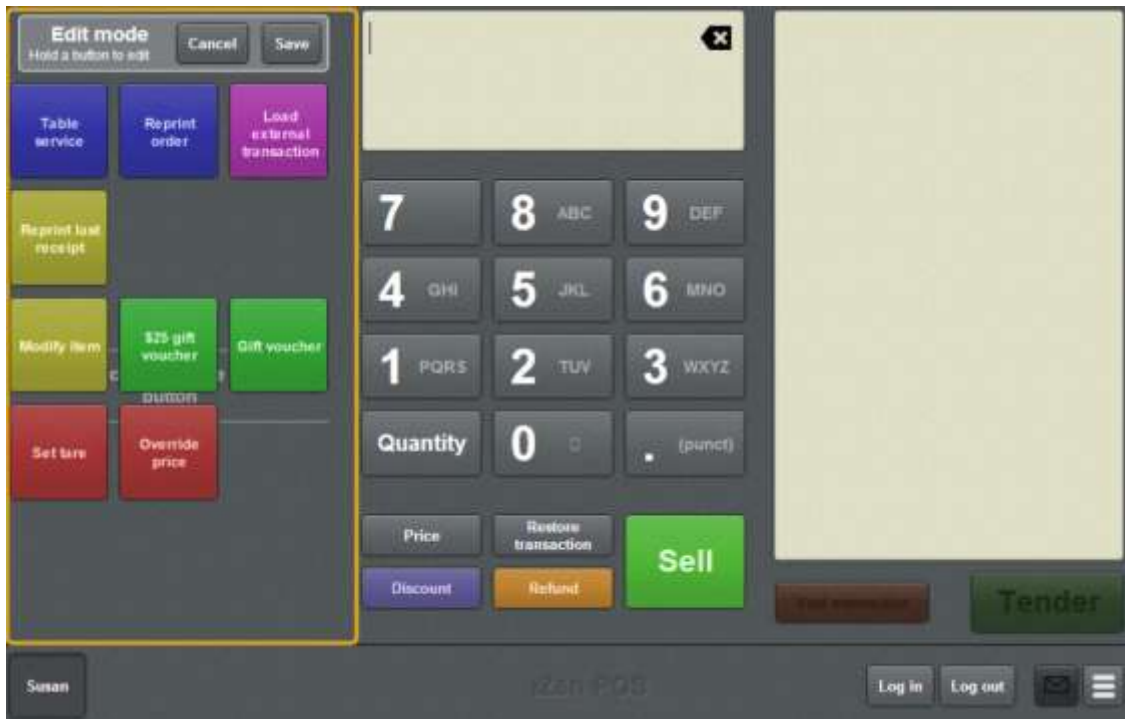 Edit mode
Hold a button to edit
Cancel
Save
Table
service
Reprint
order
Load
external
transaction
Reprint last
receipt
Modify item
$25 gift
voucher
Gift voucher
button
Set tare
Override
price
7
8 ABC
9 DEF
4 GHI
5 JKL
6 MNO
1 PQRS
2 TUV
3 WXYZ
Quantity
0
. (punct)
Price
Restore
transaction
Sell
Discount
Refund
Tender
Susan
POS
Log in
Log out